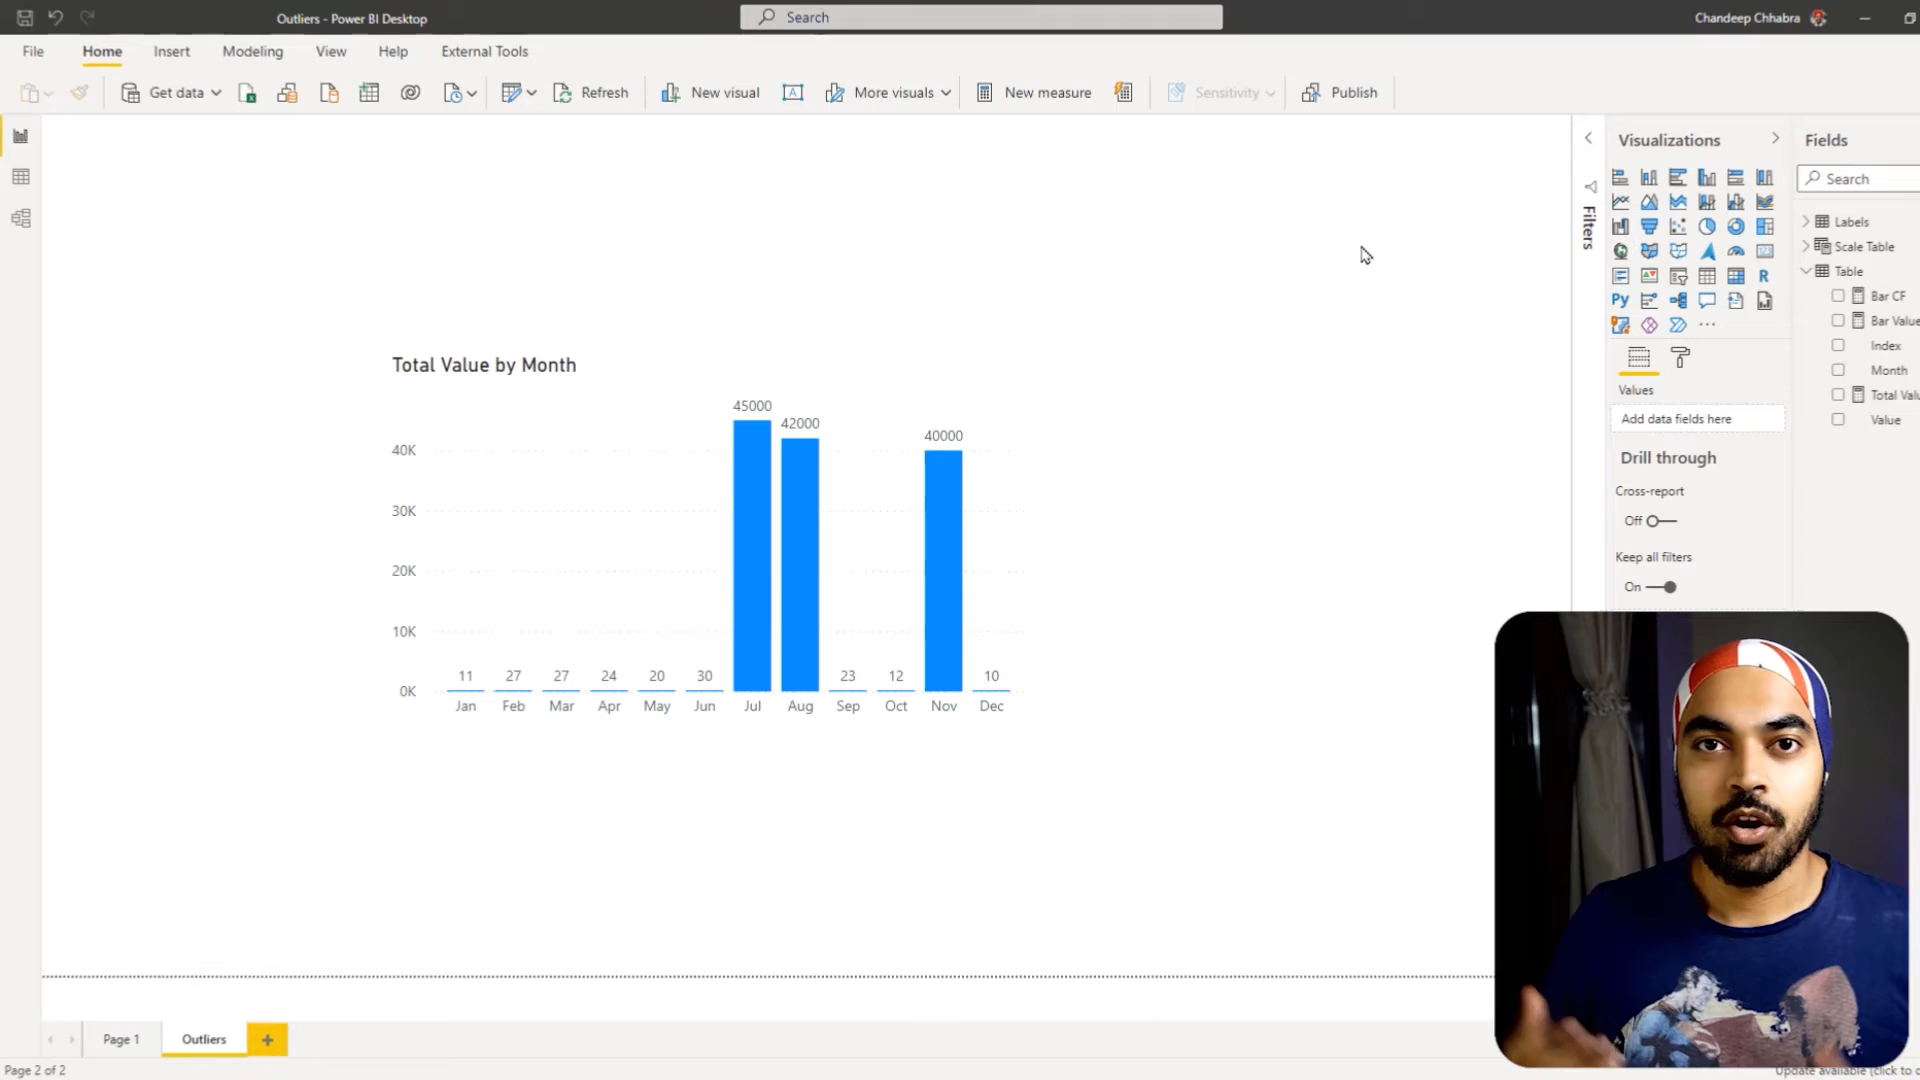 Outliers - Power BI Desktop
Search
Chandeep Chhabra
File
Home
Insert
Modeling
View
Help
External Tools
Get data
Refresh
New visual
More visuals
New measure
Sensitivity
Publish
Total Value by Month
45000
42000
40000
40K
30K
20K
10K
0K
11
27
27
24
20
30
23
12
10
Jan
Feb
Mar
Apr
May
Jun
Jul
Aug
Sep
Oct
Nov
Dec
Filters
Visualizations
R
Py
Values
Add data fields here
Drill through
Cross-report
Off
Keep all filters
On
Fields
Search
Labels
Scale Table
Table
Bar CF
Bar Value
Index
Month
Total Valu
Value
Page 1
Outliers
+
Page 2 of 2
Update available (click to